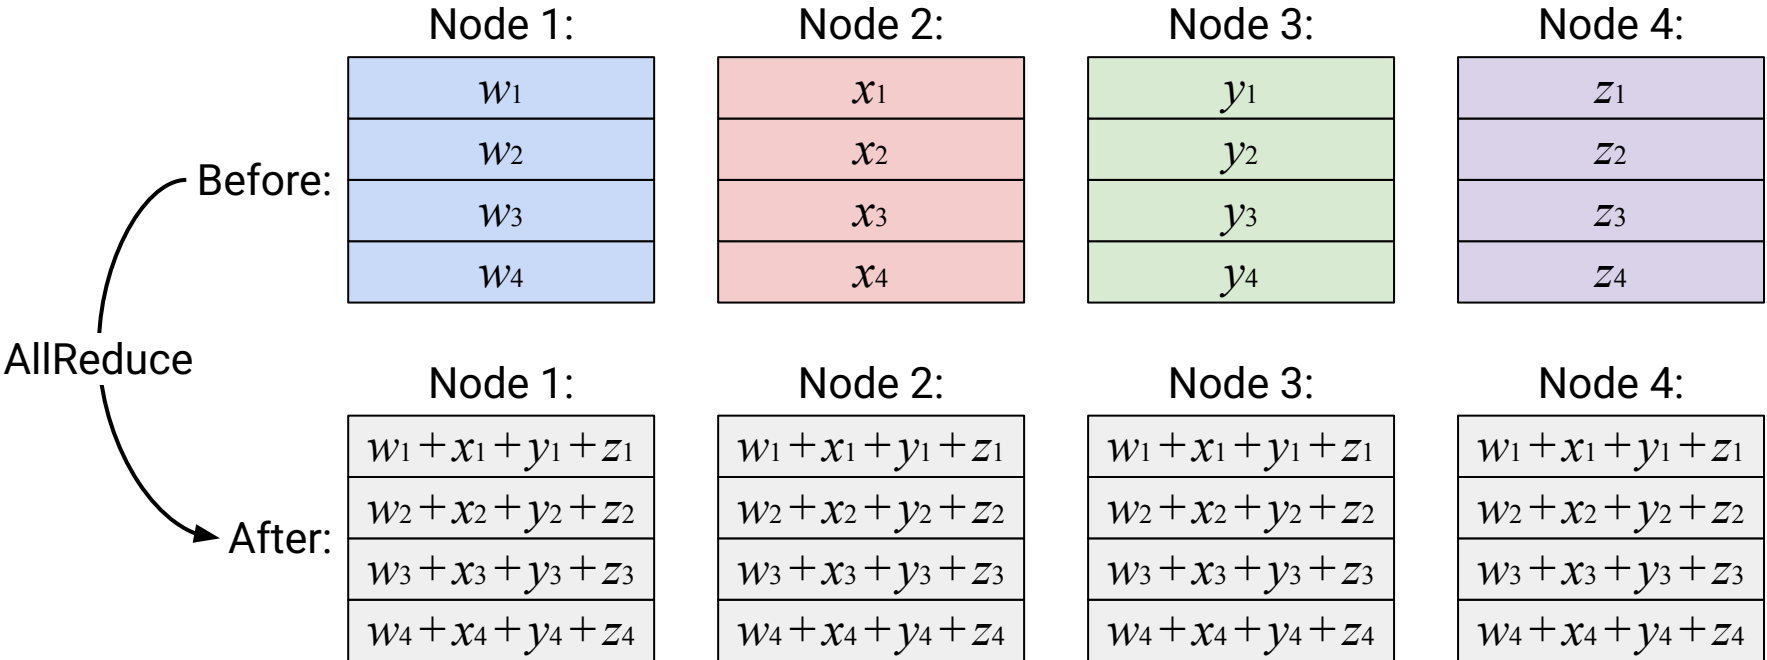 Node 1: Node 2: Node 3: Node 4:
w1 x1 y1 z1
w2 x2 y2 z2
Before:
w3 x3 y3 z3
w4 x4 y4 z4
AllReduce
Node 1: Node 2: Node 3: Node 4:
w1+x1+y1+z1 w1+x1+y1+z1 w1+x1+y1+z1 w1+x1+y1+z1
w2+x2+y2+z2 w2+x2+y2+z2 w2+x2+y2+z2 w2+x2+y2+z2
After:
w3+x3+y3+z3 w3+x3+y3+z3 w3+x3+y3+z3 w3+x3+y3+z3
w4+x4+y4+z4 w4+x4+y4+z4 w4+x4+y4+z4 w4+x4+y4+z4